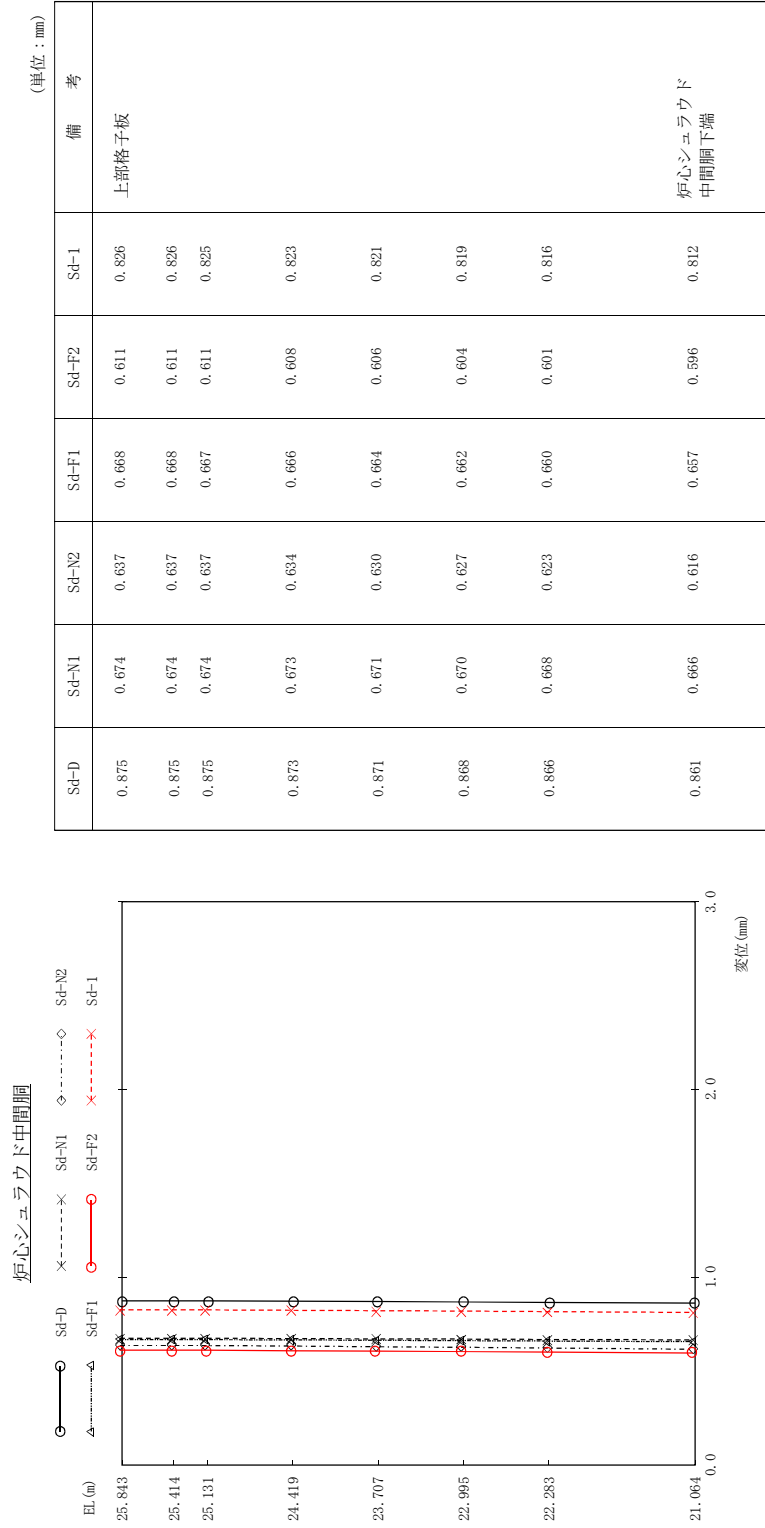 炉心シュラウド中間胴
Sd-D Sd-N1 Sd-N2
Sd-F1 Sd-F2 Sd-1
EL(m)
25.843
25.414
25.131
24.419
23.707
22.995
22.283
21.064
0.0 1.0 2.0 3.0
変位(mm)
(単位:mm)
Sd-D Sd-N1 Sd-N2 Sd-F1 Sd-F2 Sd-1 備 考
0.875 0.674 0.637 0.668 0.611 0.826 上部格子板
0.875 0.674 0.637 0.668 0.611 0.826
0.875 0.674 0.637 0.667 0.611 0.825
0.873 0.673 0.634 0.666 0.608 0.823
0.871 0.671 0.630 0.664 0.606 0.821
0.868 0.670 0.627 0.662 0.604 0.819
0.866 0.668 0.623 0.660 0.601 0.816
0.861 0.666 0.616 0.657 0.596 0.812 炉心シュラウド
中間胴下端